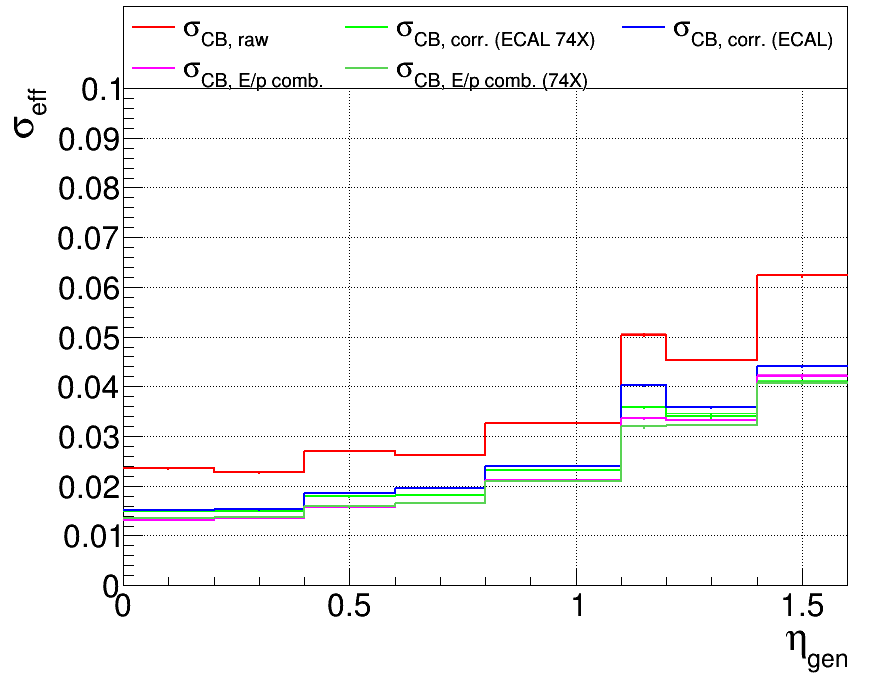 σCB, raw σCB, corr. (ECAL 74X) σCB, corr. (ECAL)
σCB, E/p comb. σCB, E/p comb. (74X)
σeff
0.1
0.09
0.08
0.07
0.06
0.05
0.04
0.03
0.02
0.01
0
0 0.5 1 1.5
ηgen